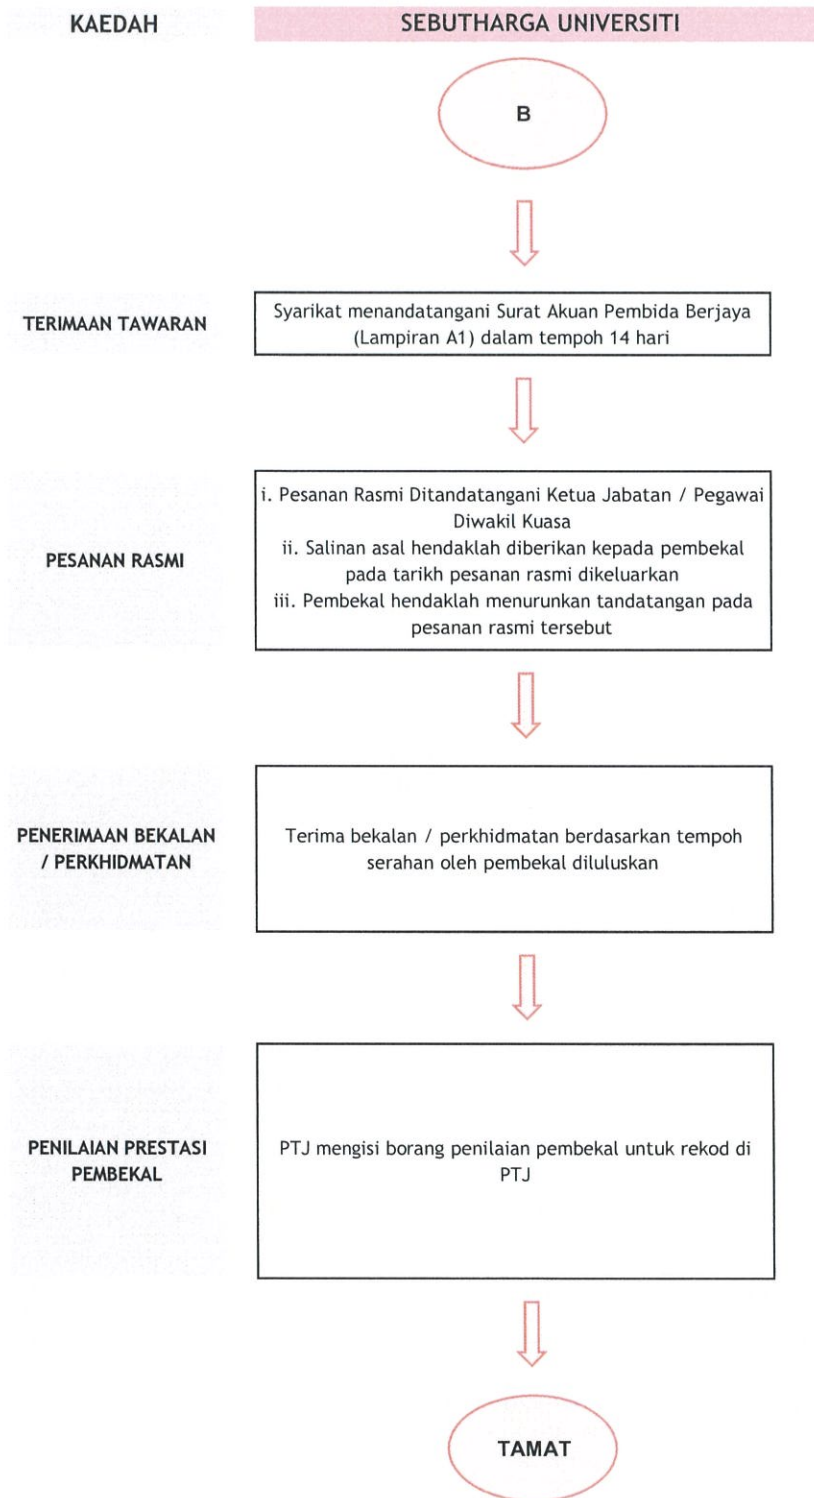 KAEDAH
SEBUTHARGA UNIVERSITI
B
TERIMAAN TAWARAN
Syarikat menandatangani Surat Akuan Pembida Berjaya
(Lampiran A1) dalam tempoh 14 hari
PESANAN RASMI
i. Pesanan Rasmi Ditandatangani Ketua Jabatan / Pegawai
Diwakil Kuasa
ii. Salinan asal hendaklah diberikan kepada pembekal
pada tarikh pesanan rasmi dikeluarkan
iii. Pembekal hendaklah menurunkan tandatangan pada
pesanan rasmi tersebut
PENERIMAAN BEKALAN
/ PERKHIDMATAN
Terima bekalan / perkhidmatan berdasarkan tempoh
serahan oleh pembekal diluluskan
PENILAIAN PRESTASI
PEMBEKAL
PTJ mengisi borang penilaian pembekal untuk rekod di
PTJ
TAMAT